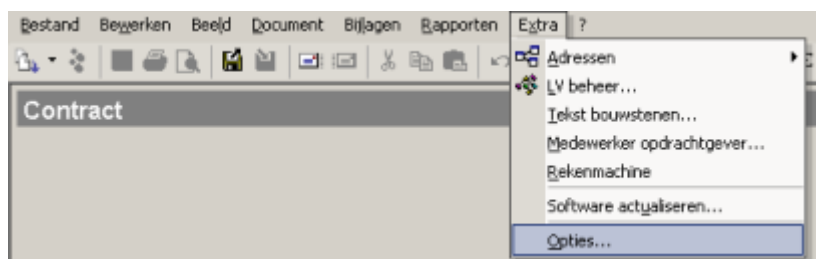 Bestand Bewerken Beeld Document Bijlagen Rapporten Extra ?
Adressen
LV beheer...
Contract
Tekst bouwstenen...
Medewerker opdrachtgever...
Rekenmachine
Software actualiseren...
Opties...